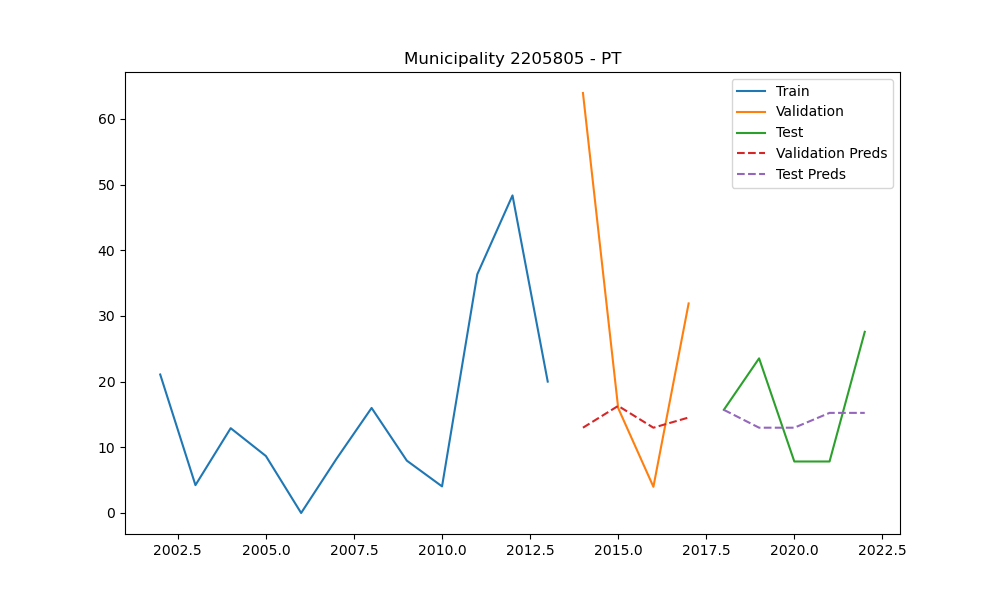 Municipality 2205805 - PT
Train
Validation
Test
Validation Preds
Test Preds
60
50
40
30
20
10
0
2002.5 2005.0 2007.5 2010.0 2012.5 2015.0 2017.5 2020.0 2022.5